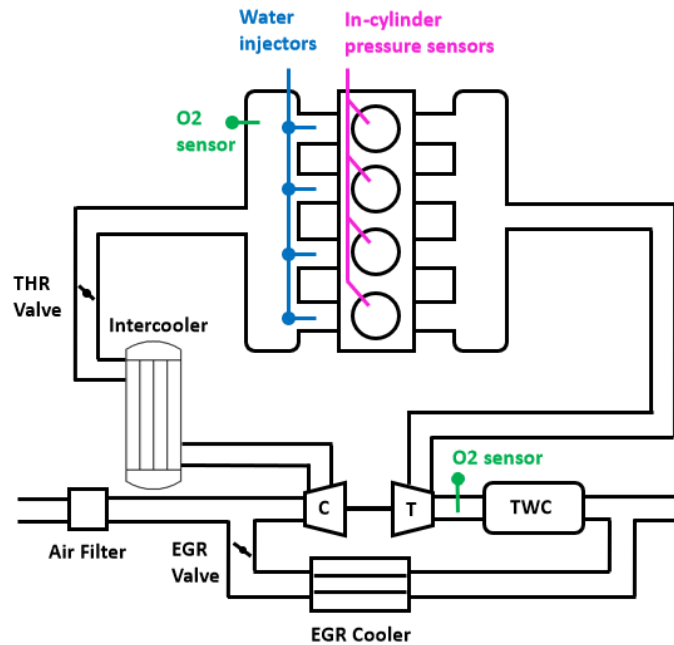 Water
injectors
In-cylinder
pressure sensors
O2
sensor
THR
Valve
Intercooler
O2 sensor
C
T
TWC
Air Filter
EGR
Valve
EGR Cooler